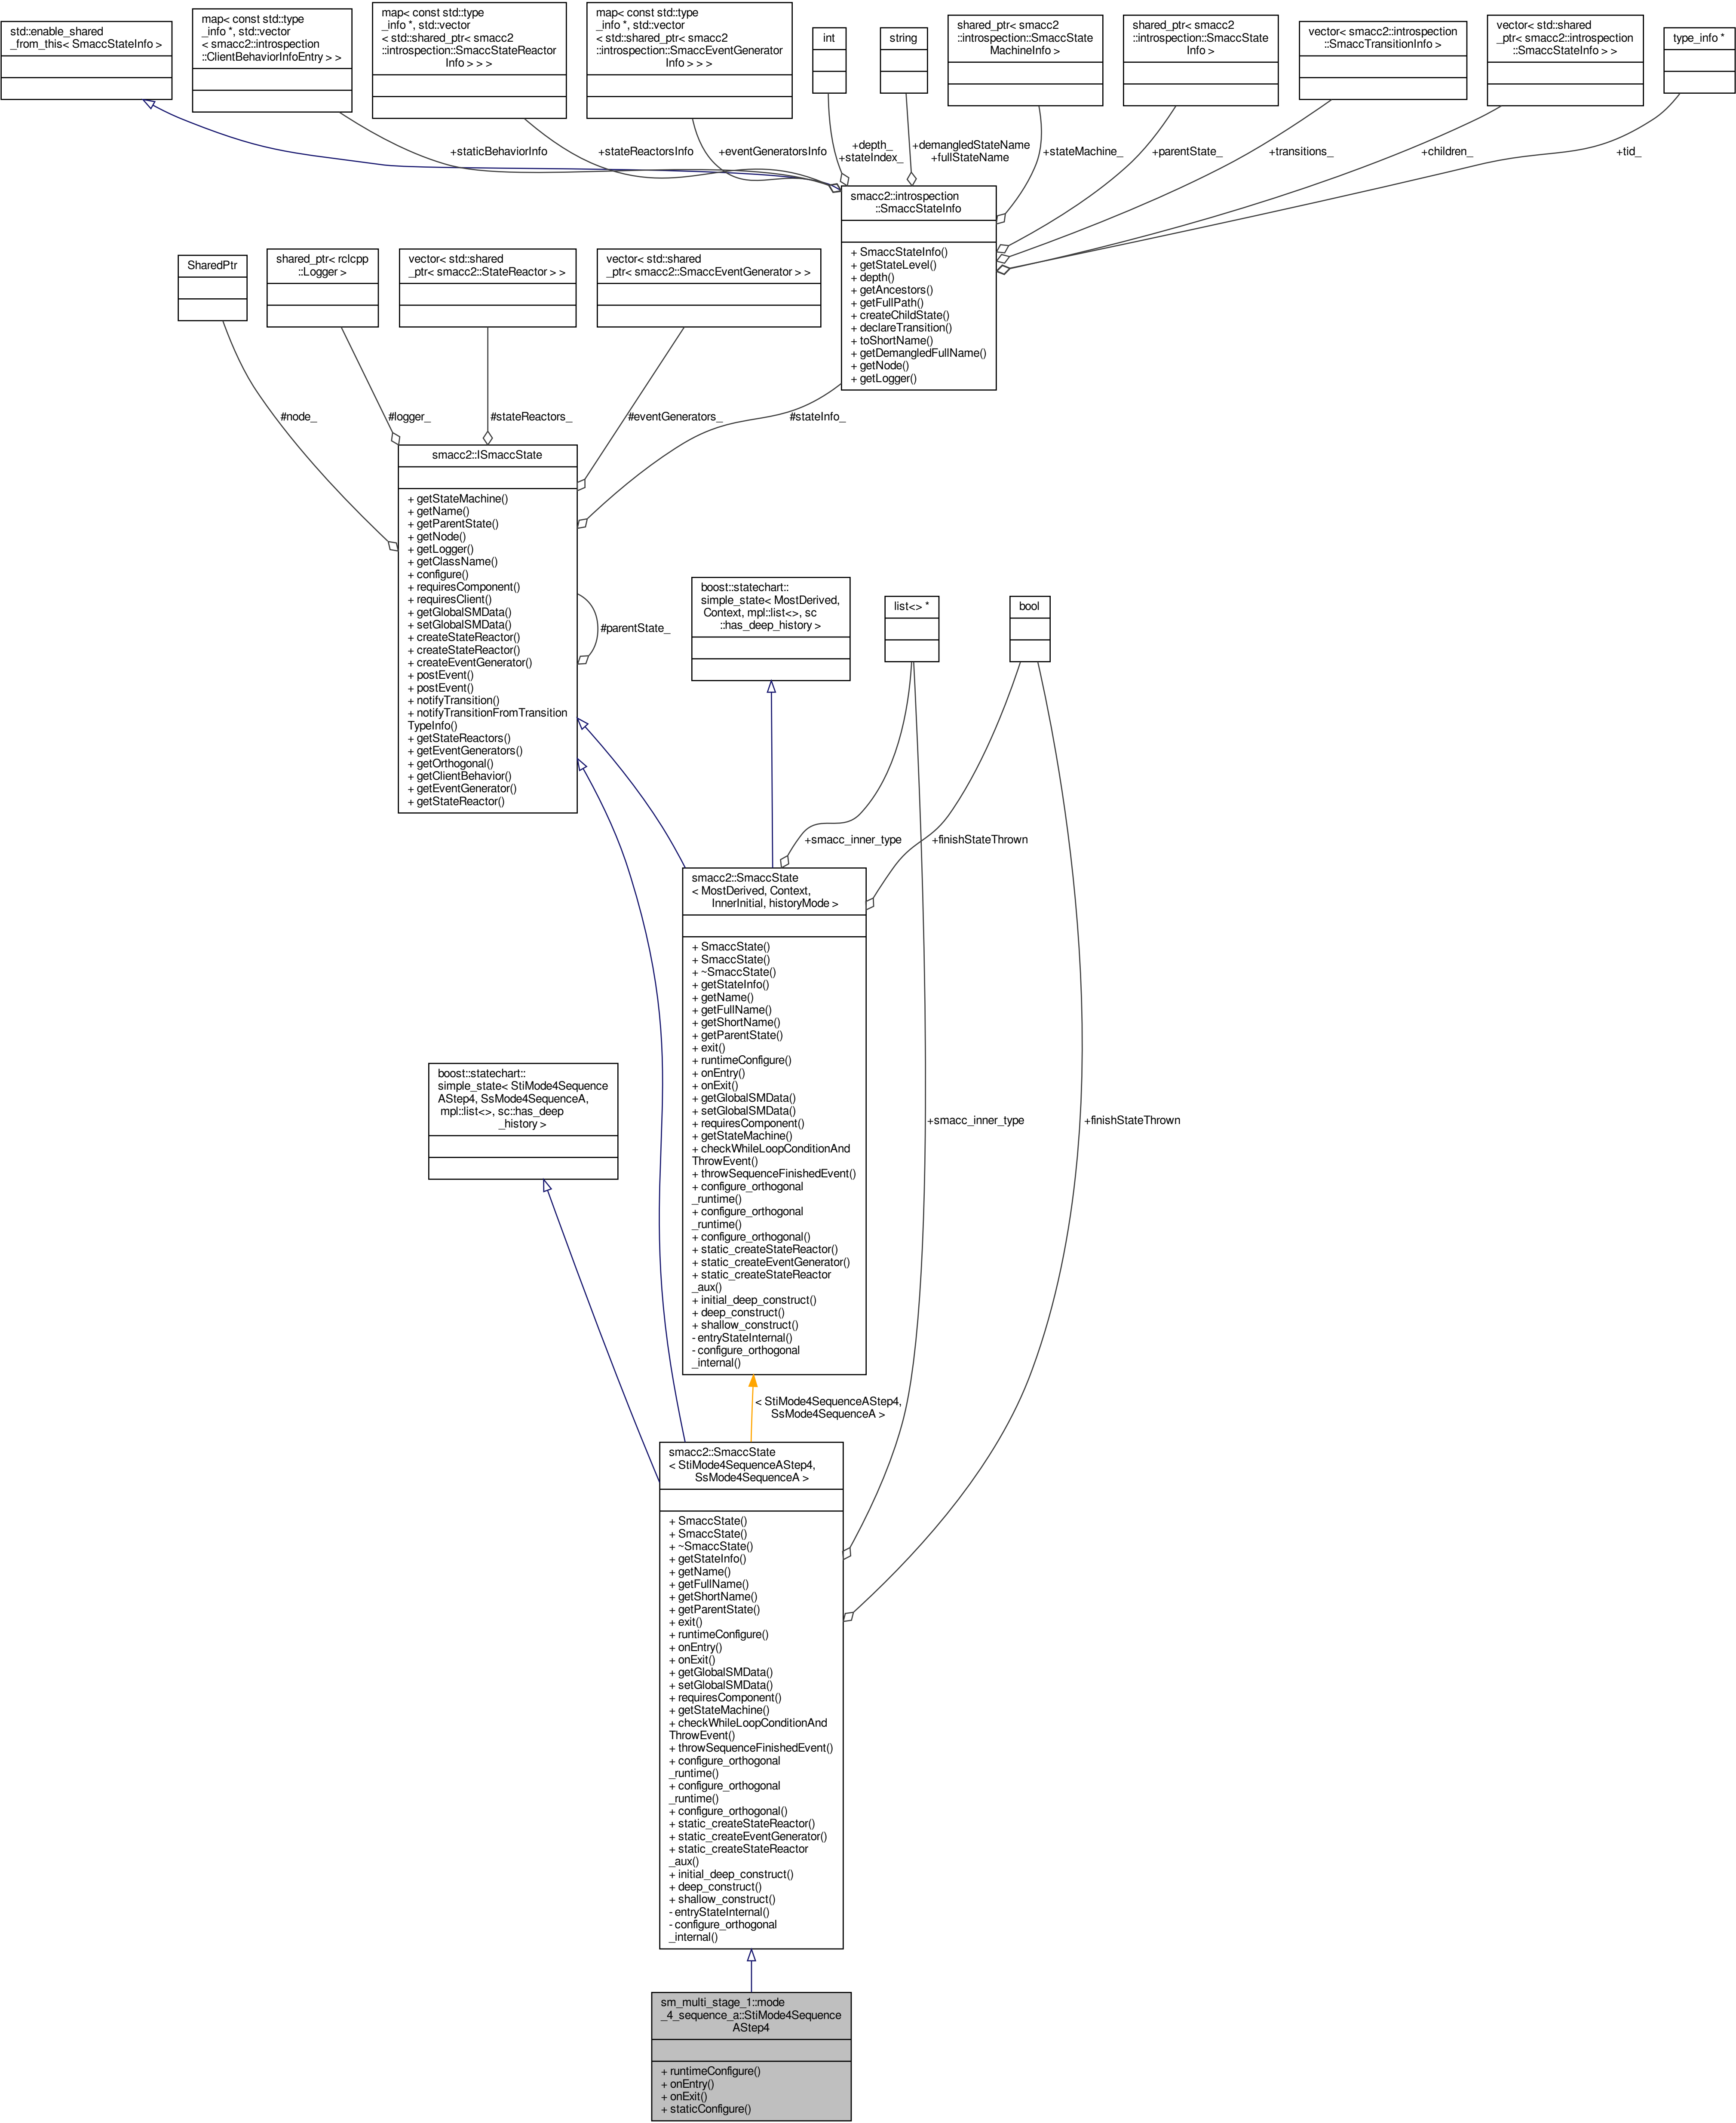 std::enable_shared
_from_this< SmaccStateInfo >
map< const std::type
_info *, std::vector
< smacc2::introspection
::ClientBehaviorInfoEntry > >
map< const std::type
_info *, std::vector
< std::shared_ptr< smacc2
::introspection::SmaccStateReactor
Info > > >
map< const std::type
_info *, std::vector
< std::shared_ptr< smacc2
::introspection::SmaccEventGenerator
Info > > >
int
string
shared_ptr< smacc2
::introspection::SmaccState
MachineInfo >
shared_ptr< smacc2
::introspection::SmaccState
Info >
vector< smacc2::introspection
::SmaccTransitionInfo >
vector< std::shared
_ptr< smacc2::introspection
::SmaccStateInfo > >
type_info *
+staticBehaviorInfo
+stateReactorsInfo
+eventGeneratorsInfo
+depth_
+stateIndex_
+demangledStateName
+fullStateName
+stateMachine_
+parentState_
+transitions_
+children_
+tid_
smacc2::introspection
::SmaccStateInfo
+ SmaccStateInfo()
+ getStateLevel()
+ depth()
+ getAncestors()
+ getFullPath()
+ createChildState()
+ declareTransition()
+ toShortName()
+ getDemangledFullName()
+ getNode()
+ getLogger()
SharedPtr
shared_ptr< rclcpp
::Logger >
vector< std::shared
_ptr< smacc2::StateReactor > >
vector< std::shared
_ptr< smacc2::SmaccEventGenerator > >
#node_
#logger_
#stateReactors_
#eventGenerators_
#stateInfo_
smacc2::ISmaccState
+ getStateMachine()
+ getName()
+ getParentState()
+ getNode()
+ getLogger()
+ getClassName()
+ configure()
+ requiresComponent()
+ requiresClient()
+ getGlobalSMData()
+ setGlobalSMData()
+ createStateReactor()
+ createStateReactor()
+ createEventGenerator()
+ postEvent()
+ postEvent()
+ notifyTransition()
+ notifyTransitionFromTransition
TypeInfo()
+ getStateReactors()
+ getEventGenerators()
+ getOrthogonal()
+ getClientBehavior()
+ getEventGenerator()
+ getStateReactor()
#parentState_
boost::statechart::
simple_state< MostDerived,
Context, mpl::list<>, sc
::has_deep_history >
list<> *
bool
+smacc_inner_type
+finishStateThrown
smacc2::SmaccState
< MostDerived, Context,
InnerInitial, historyMode >
+ SmaccState()
+ SmaccState()
+ ~SmaccState()
+ getStateInfo()
+ getName()
+ getFullName()
+ getShortName()
+ getParentState()
+ exit()
+ runtimeConfigure()
+ onEntry()
+ onExit()
+ getGlobalSMData()
+ setGlobalSMData()
+ requiresComponent()
+ getStateMachine()
+ checkWhileLoopConditionAnd
ThrowEvent()
+ throwSequenceFinishedEvent()
+ configure_orthogonal
_runtime()
+ configure_orthogonal
_runtime()
+ configure_orthogonal()
+ static_createStateReactor()
+ static_createEventGenerator()
+ static_createStateReactor
_aux()
+ initial_deep_construct()
+ deep_construct()
+ shallow_construct()
- entryStateInternal()
- configure_orthogonal
_internal()
boost::statechart::
simple_state< StiMode4Sequence
AStep4, SsMode4SequenceA,
mpl::list<>, sc::has_deep
_history >
+smacc_inner_type
+finishStateThrown
< StiMode4SequenceAStep4,
SsMode4SequenceA >
smacc2::SmaccState
< StiMode4SequenceAStep4,
SsMode4SequenceA >
+ SmaccState()
+ SmaccState()
+ ~SmaccState()
+ getStateInfo()
+ getName()
+ getFullName()
+ getShortName()
+ getParentState()
+ exit()
+ runtimeConfigure()
+ onEntry()
+ onExit()
+ getGlobalSMData()
+ setGlobalSMData()
+ requiresComponent()
+ getStateMachine()
+ checkWhileLoopConditionAnd
ThrowEvent()
+ throwSequenceFinishedEvent()
+ configure_orthogonal
_runtime()
+ configure_orthogonal
_runtime()
+ configure_orthogonal()
+ static_createStateReactor()
+ static_createEventGenerator()
+ static_createStateReactor
_aux()
+ initial_deep_construct()
+ deep_construct()
+ shallow_construct()
- entryStateInternal()
- configure_orthogonal
_internal()
sm_multi_stage_1::mode
_4_sequence_a::StiMode4Sequence
AStep4
+ runtimeConfigure()
+ onEntry()
+ onExit()
+ staticConfigure()